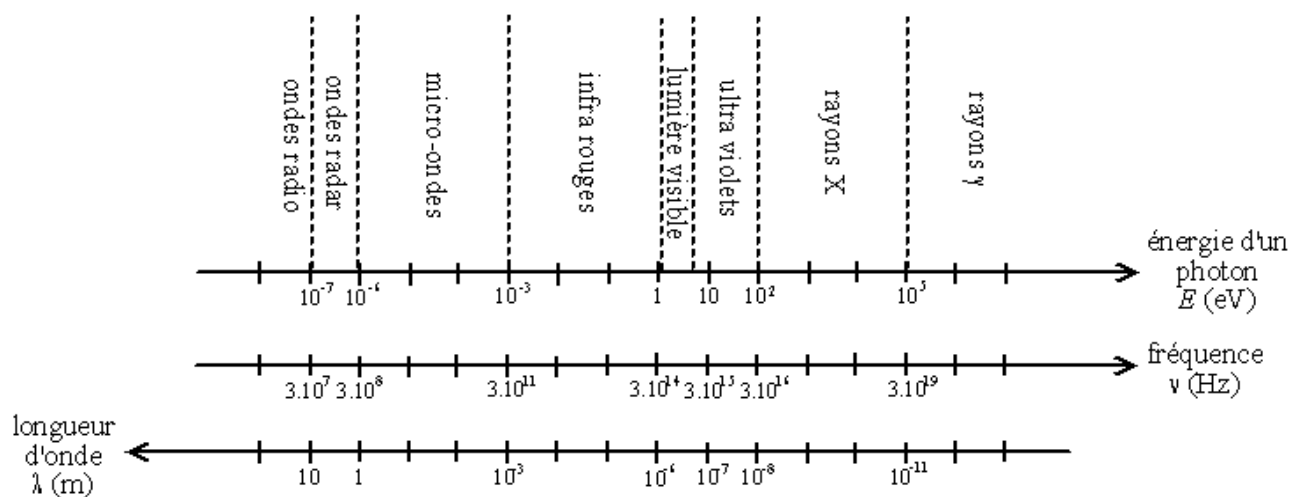 ondes radio
ondes radar
micro-ondes
infra rouges
lumière visible
ultra violets
rayons X
rayons γ
énergie d'un
photon
E (eV)
10⁻⁷ 10⁻⁶ 10⁻³ 1 10 10² 10⁵
fréquence
ν (Hz)
3.10⁷ 3.10⁸ 3.10¹¹ 3.10¹⁴ 3.10¹⁵ 3.10¹⁶ 3.10¹⁹
longueur
d'onde
λ (m)
10 1 10³ 10⁻⁶ 10⁻⁷ 10⁻⁸ 10⁻¹¹